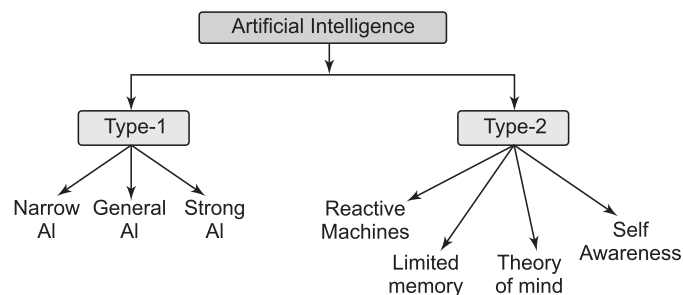 Artificial Intelligence
Type-1
Type-2
Narrow
AI
General
AI
Strong
AI
Reactive
Machines
Limited
memory
Theory
of mind
Self
Awareness